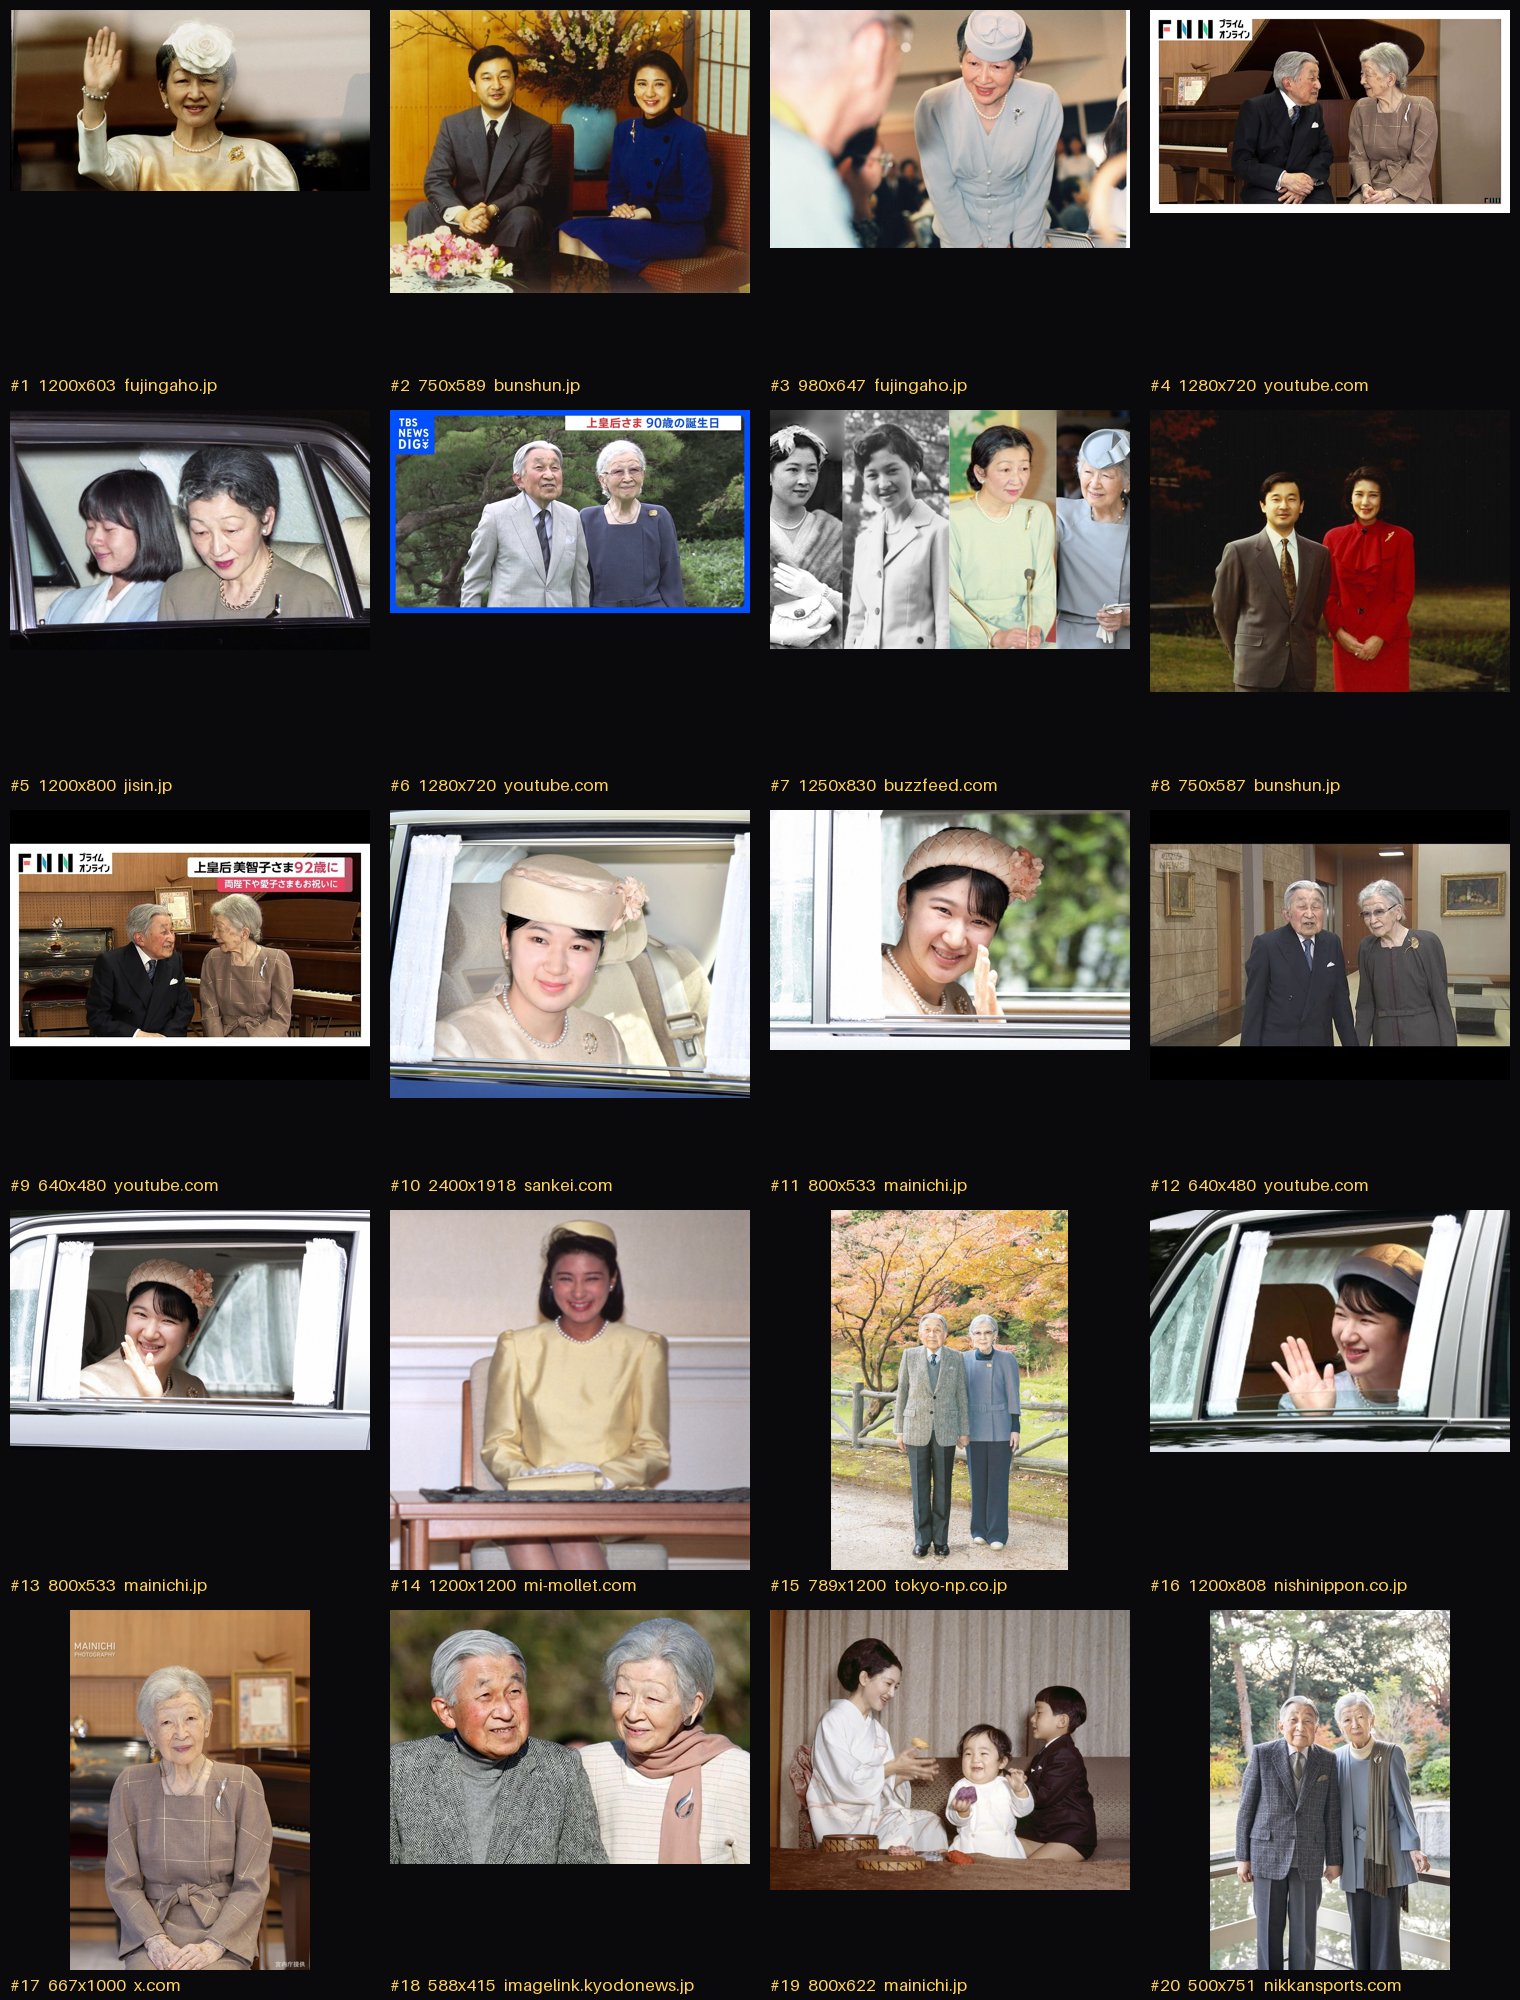 FNN プライム
オンライン
#1 1200x603 fujingaho.jp
#2 750x589 bunshun.jp
#3 980x647 fujingaho.jp
#4 1280x720 youtube.com
TBS
NEWS
DIG
上皇后さま 90歳の誕生日
#5 1200x800 jisin.jp
#6 1280x720 youtube.com
#7 1250x830 buzzfeed.com
#8 750x587 bunshun.jp
FNN プライム
オンライン
上皇后 美智子さま92歳に
両陛下や愛子さまもお祝いに
NEWS
#9 640x480 youtube.com
#10 2400x1918 sankei.com
#11 800x533 mainichi.jp
#12 640x480 youtube.com
#13 800x533 mainichi.jp
#14 1200x1200 mi-mollet.com
#15 789x1200 tokyo-np.co.jp
#16 1200x808 nishinippon.co.jp
MAINICHI
PHOTOGRAPHY
宮内庁提供
#17 667x1000 x.com
#18 588x415 imagelink.kyodonews.jp
#19 800x622 mainichi.jp
#20 500x751 nikkansports.com